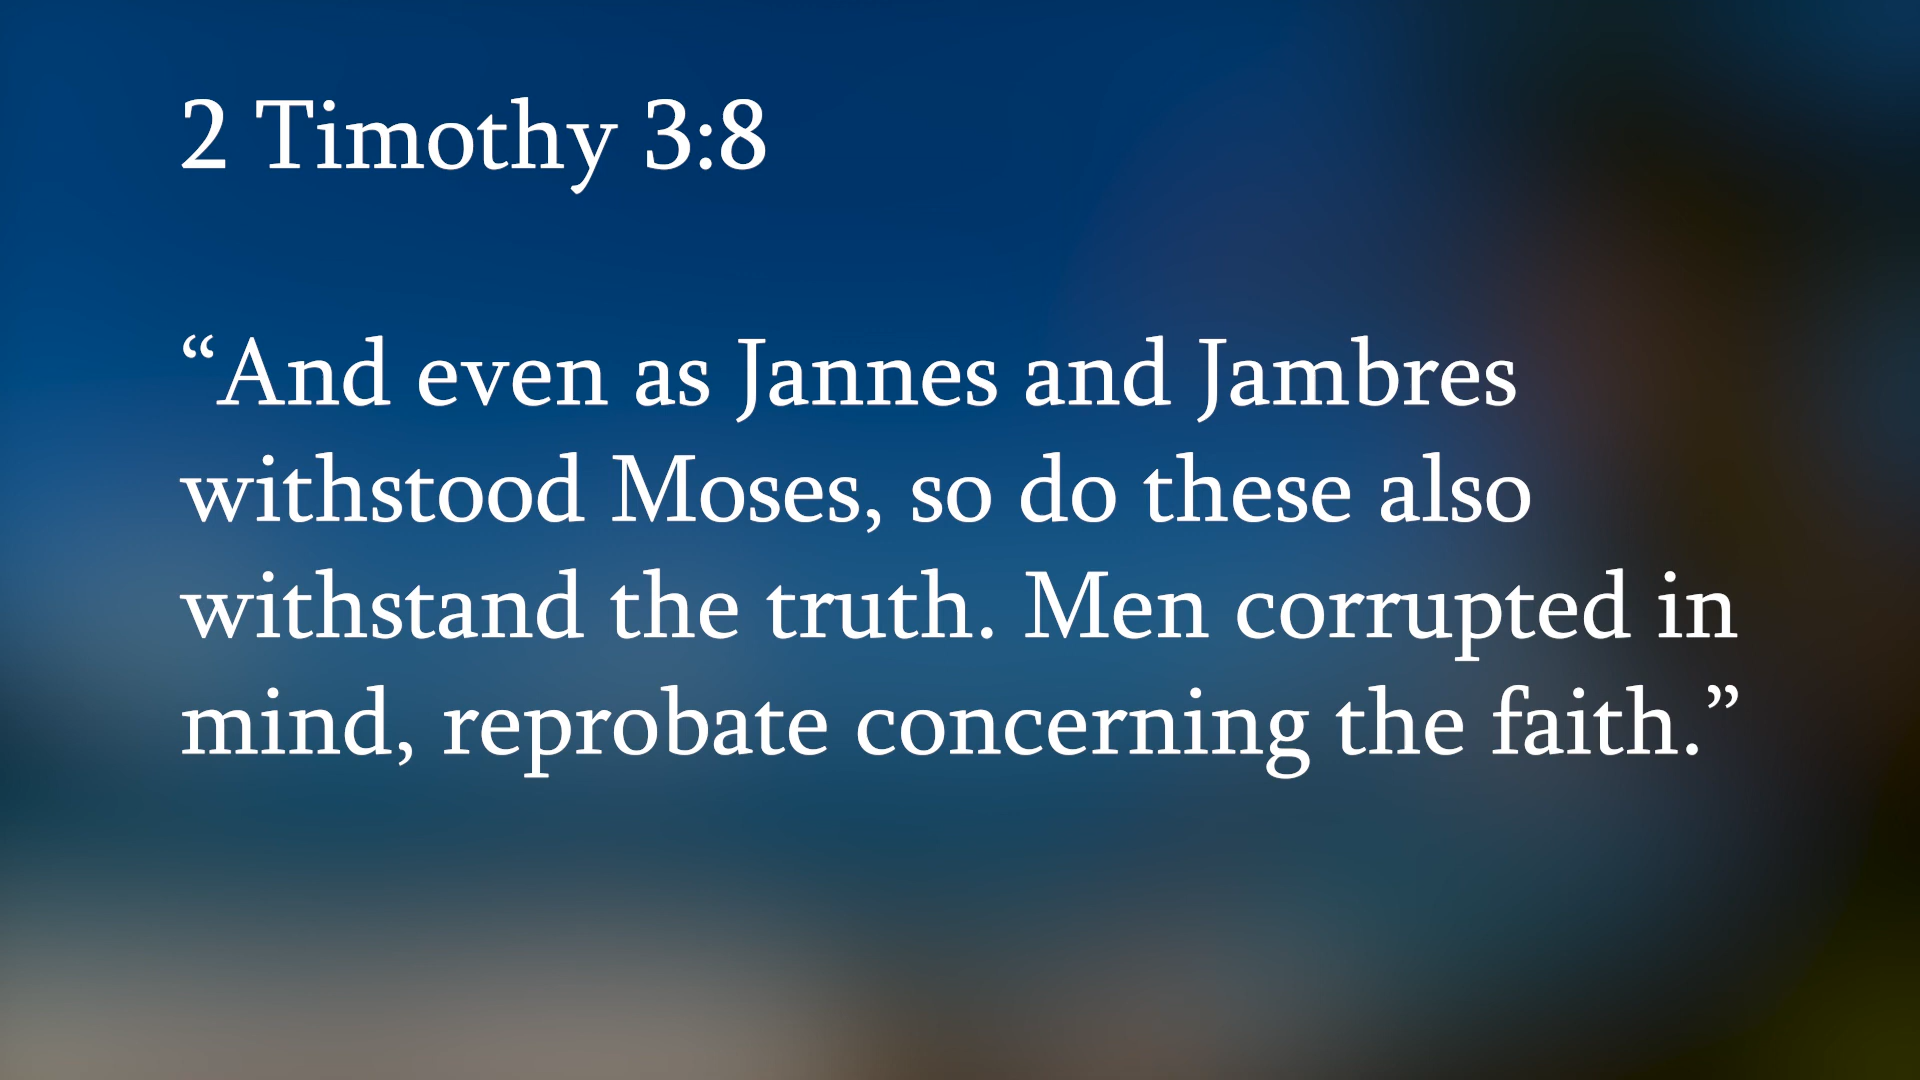 2 Timothy 3:8
“And even as Jannes and Jambres
withstood Moses, so do these also
withstand the truth. Men corrupted in
mind, reprobate concerning the faith.”